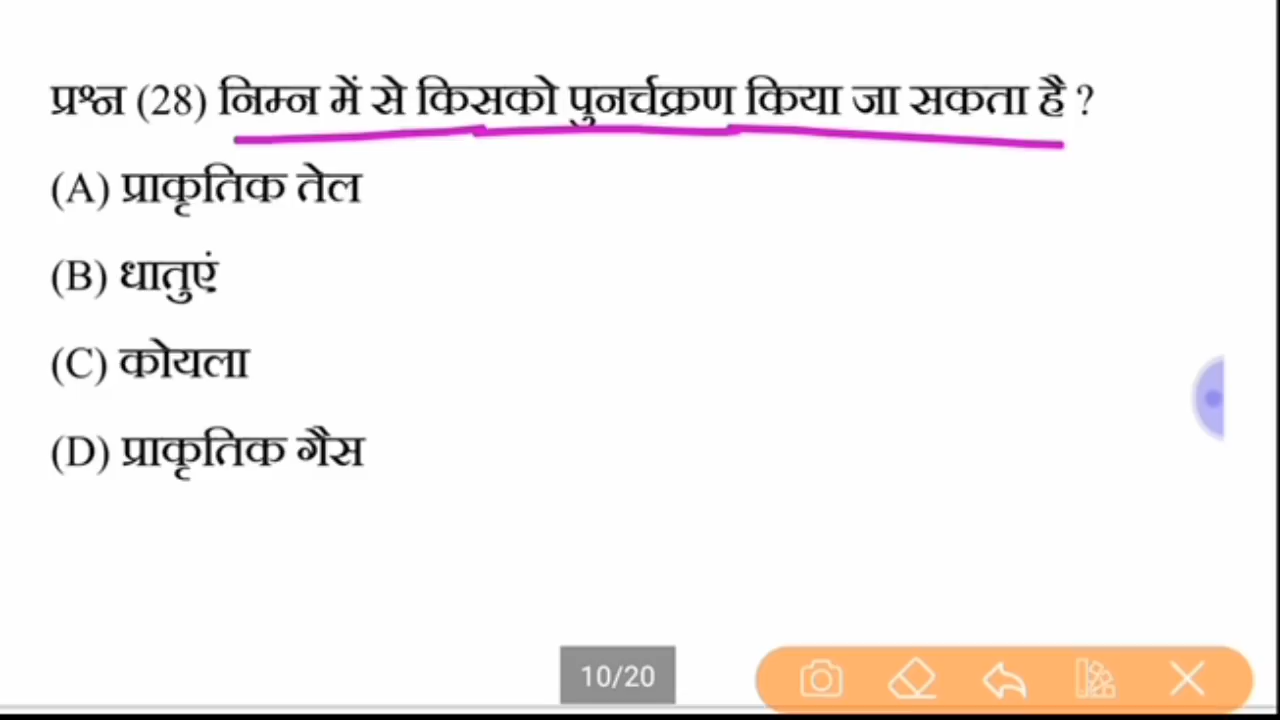 प्रश्न (28) निम्न में से किसको पुनर्चक्रण किया जा सकता है ?
(A) प्राकृतिक तेल
(B) धातुएं
(C) कोयला
(D) प्राकृतिक गैस
10/20